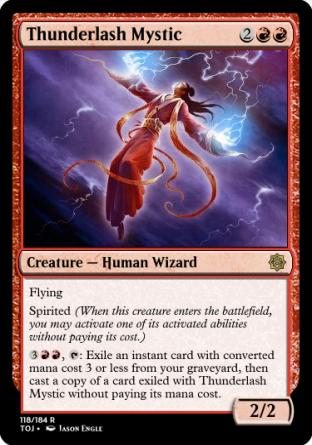 Thunderlash Mystic 2
Creature — Human Wizard
Flying
Spirited (When this creature enters the battlefield,
you may activate one of its activated abilities
without paying its cost.)
3, : Exile an instant card with converted
mana cost 3 or less from your graveyard, then
cast a copy of a card exiled with Thunderlash
Mystic without paying its mana cost.
2/2
118/184 R
TOJ • Jason Engle